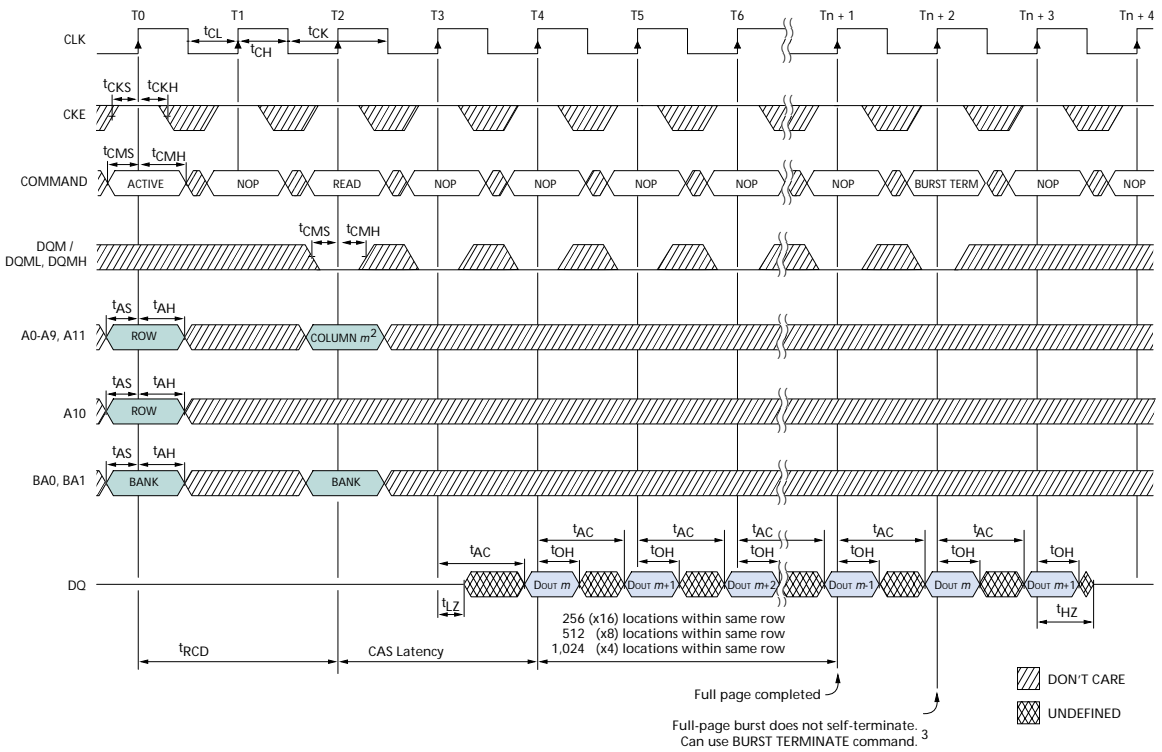 T0 T1 T2 T3 T4 T5 T6 Tn + 1 Tn + 2 Tn + 3 Tn + 4
CLK
tCL tCH tCK
CKE
tCKS tCKH
COMMAND
tCMS tCMH
ACTIVE NOP READ NOP NOP NOP NOP NOP BURST TERM NOP NOP
DQM /
DQML, DQMH
tCMS tCMH
A0-A9, A11
tAS tAH
ROW COLUMN m2
A10
tAS tAH
ROW
BA0, BA1
tAS tAH
BANK BANK
DQ
tAC tAC tAC tAC tAC tAC
tOH tOH tOH tOH tOH tOH
DOUT m DOUT m+1 DOUT m+2 DOUT m-1 DOUT m DOUT m+1
tLZ tHZ
256 (x16) locations within same row
512 (x8) locations within same row
1,024 (x4) locations within same row
tRCD CAS Latency
Full page completed
Full-page burst does not self-terminate.
Can use BURST TERMINATE command. 3
DON'T CARE
UNDEFINED